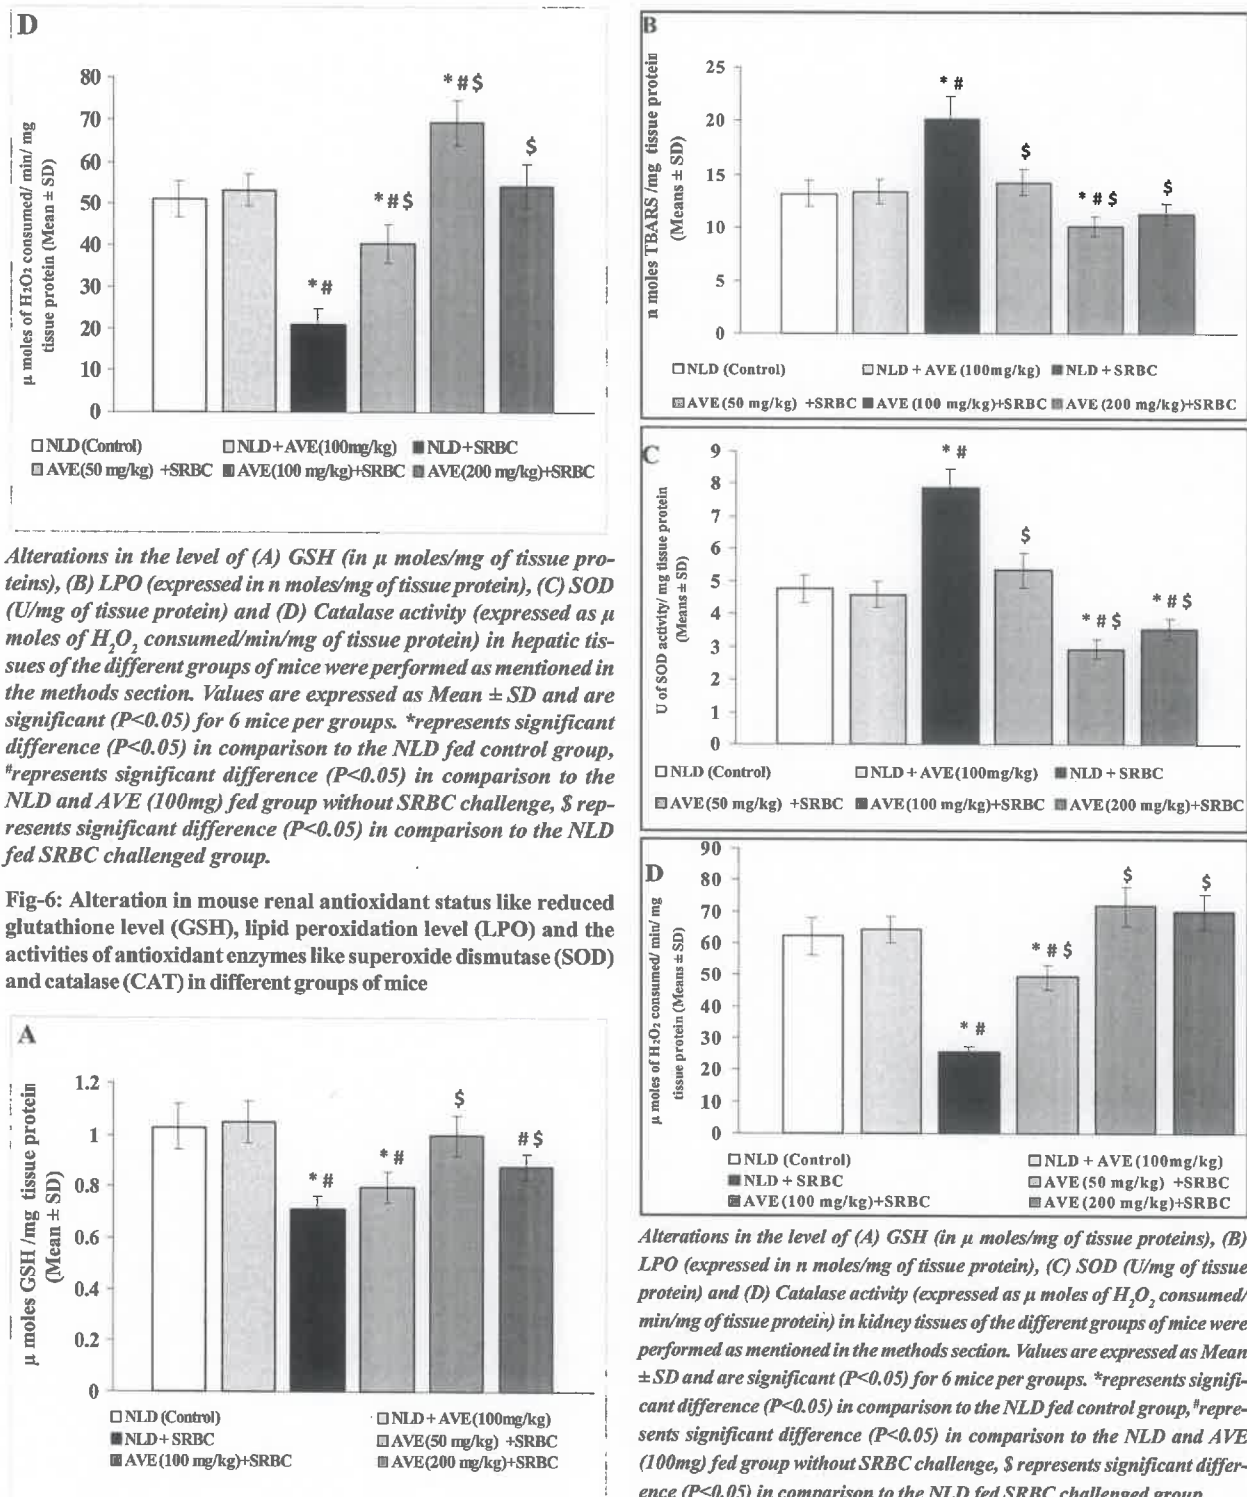 D
80
70
60
50
40
30
20
10
0
μ moles of H2O2 consumed/ min/ mg
tissue protein (Mean ± SD)
*#
*#$
*#$
$
NLD (Control)
NLD+AVE(100mg/kg)
NLD+SRBC
AVE(50 mg/kg) +SRBC
AVE(100 mg/kg)+SRBC
AVE(200 mg/kg)+SRBC
Alterations in the level of (A) GSH (in μ moles/mg of tissue pro-
teins), (B) LPO (expressed in n moles/mg of tissue protein), (C) SOD
(U/mg of tissue protein) and (D) Catalase activity (expressed as μ
moles of H2O2 consumed/min/mg of tissue protein) in hepatic tis-
sues of the different groups of mice were performed as mentioned in
the methods section. Values are expressed as Mean ± SD and are
significant (P<0.05) for 6 mice per groups. *represents significant
difference (P<0.05) in comparison to the NLD fed control group,
#represents significant difference (P<0.05) in comparison to the
NLD and AVE (100mg) fed group without SRBC challenge, $ rep-
resents significant difference (P<0.05) in comparison to the NLD
fed SRBC challenged group.
Fig-6: Alteration in mouse renal antioxidant status like reduced
glutathione level (GSH), lipid peroxidation level (LPO) and the
activities of antioxidant enzymes like superoxide dismutase (SOD)
and catalase (CAT) in different groups of mice
A
1.2
1
0.8
0.6
0.4
0.2
0
μ moles GSH /mg tissue protein
(Mean ± SD)
*#
*#
$
#$
NLD (Control)
NLD+AVE(100mg/kg)
NLD+SRBC
AVE(50 mg/kg) +SRBC
AVE(100 mg/kg)+SRBC
AVE(200 mg/kg)+SRBC
B
25
20
15
10
5
0
n moles TBARS /mg tissue protein
(Means ± SD)
* #
$
* # $
$
NLD (Control)
NLD + AVE (100mg/kg)
NLD + SRBC
AVE (50 mg/kg) +SRBC
AVE (100 mg/kg)+SRBC
AVE (200 mg/kg)+SRBC
C
9
8
7
6
5
4
3
2
1
0
U of SOD activity/ mg tissue protein
(Means ± SD)
* #
$
* # $
* # $
NLD (Control)
NLD + AVE (100mg/kg)
NLD + SRBC
AVE (50 mg/kg) +SRBC
AVE (100 mg/kg)+SRBC
AVE (200 mg/kg)+SRBC
D
90
80
70
60
50
40
30
20
10
0
μ moles of H2O2 consumed/ min/ mg
tissue protein (Means ± SD)
* #
* # $
$
$
NLD (Control)
NLD + AVE (100mg/kg)
NLD + SRBC
AVE (50 mg/kg) +SRBC
AVE (100 mg/kg)+SRBC
AVE (200 mg/kg)+SRBC
Alterations in the level of (A) GSH (in μ moles/mg of tissue proteins), (B)
LPO (expressed in n moles/mg of tissue protein), (C) SOD (U/mg of tissue
protein) and (D) Catalase activity (expressed as μ moles of H2O2 consumed/
min/mg of tissue protein) in kidney tissues of the different groups of mice were
performed as mentioned in the methods section. Values are expressed as Mean
± SD and are significant (P<0.05) for 6 mice per groups. *represents signifi-
cant difference (P<0.05) in comparison to the NLD fed control group, #repre-
sents significant difference (P<0.05) in comparison to the NLD and AVE
(100mg) fed group without SRBC challenge, $ represents significant differ-
ence (P<0.05) in comparison to the NLD fed SRBC challenged group